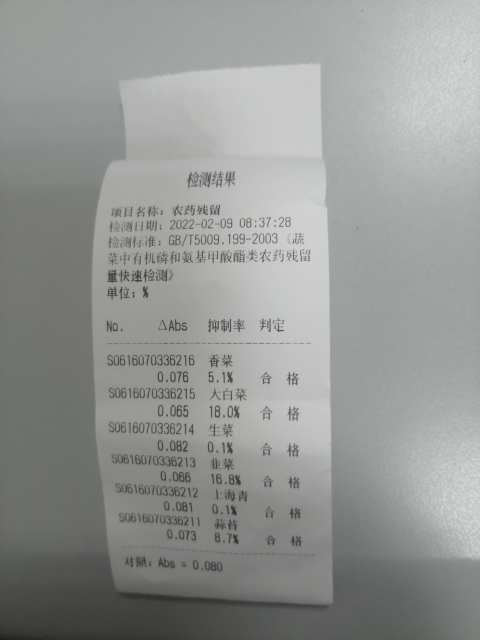 检测结果
项目名称：农药残留
检测日期：2022-02-09 08:37:28
检测标准：GB/T5009.199-2003《蔬
菜中有机磷和氨基甲酸酯类农药残留
量快速检测》
单位：%
No. ΔAbs 抑制率 判定
S0616070336216 香菜
0.076 5.1% 合 格
S0616070336215 大白菜
0.065 18.0% 合 格
S0616070336214 生菜
0.082 0.1% 合 格
S0616070336213 韭菜
0.066 16.8% 合 格
S0616070336212 上海青
0.081 0.1% 合 格
S0616070336211 蒜苔
0.073 8.7% 合 格
对照：Abs = 0.080